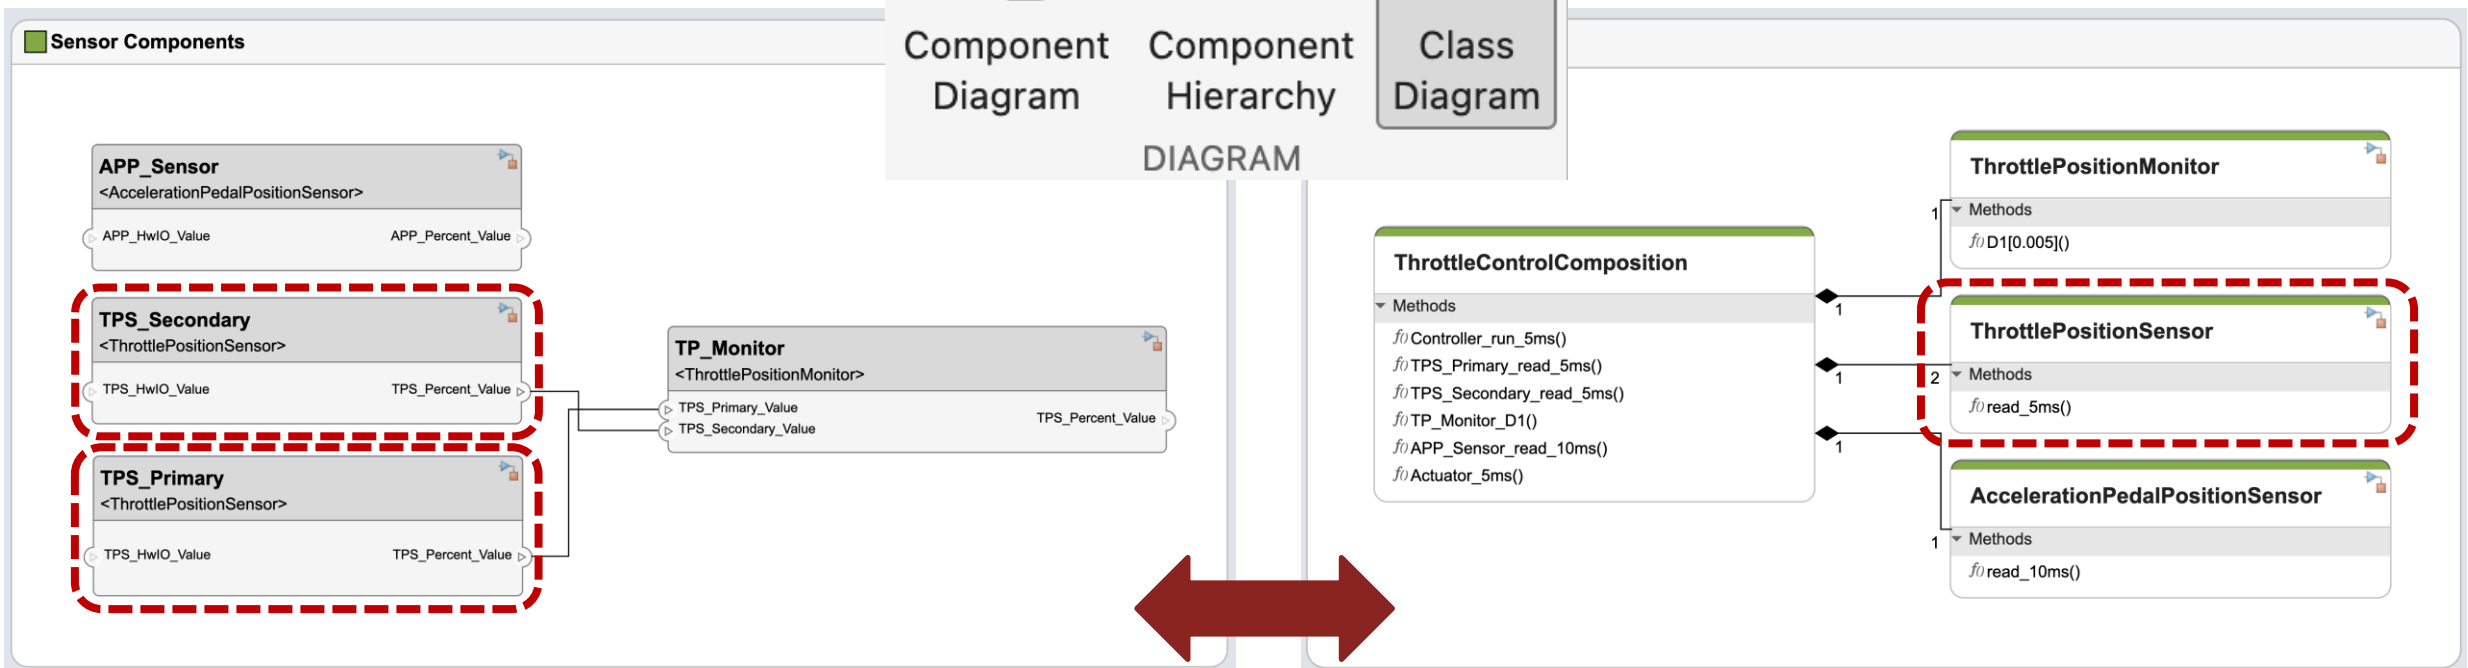 Sensor Components
APP_Sensor
<AccelerationPedalPositionSensor>
APP_HwIO_Value
APP_Percent_Value
TPS_Secondary
<ThrottlePositionSensor>
TPS_HwIO_Value
TPS_Percent_Value
TPS_Primary
<ThrottlePositionSensor>
TPS_HwIO_Value
TPS_Percent_Value
TP_Monitor
<ThrottlePositionMonitor>
TPS_Primary_Value
TPS_Secondary_Value
TPS_Percent_Value
Component Diagram
Component Hierarchy
Class Diagram
DIAGRAM
ThrottleControlComposition
Methods
f() Controller_run_5ms()
f() TPS_Primary_read_5ms()
f() TPS_Secondary_read_5ms()
f() TP_Monitor_D1()
f() APP_Sensor_read_10ms()
f() Actuator_5ms()
1
1
1
1
ThrottlePositionMonitor
Methods
f() D1[0.005]()
2
ThrottlePositionSensor
Methods
f() read_5ms()
1
AccelerationPedalPositionSensor
Methods
f() read_10ms()